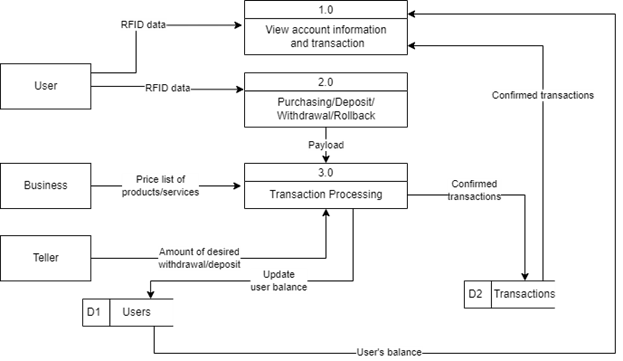 1.0
RFID data
View account information
and transaction
User
2.0
RFID data
Confirmed transactions
Purchasing/Deposit/
Withdrawal/Rollback
Payload
3.0
Business
Price list of
products/services
Transaction Processing
Confirmed
transactions
Teller
Amount of desired
withdrawal/deposit
Update
user balance
D1
Users
D2
Transactions
User's balance